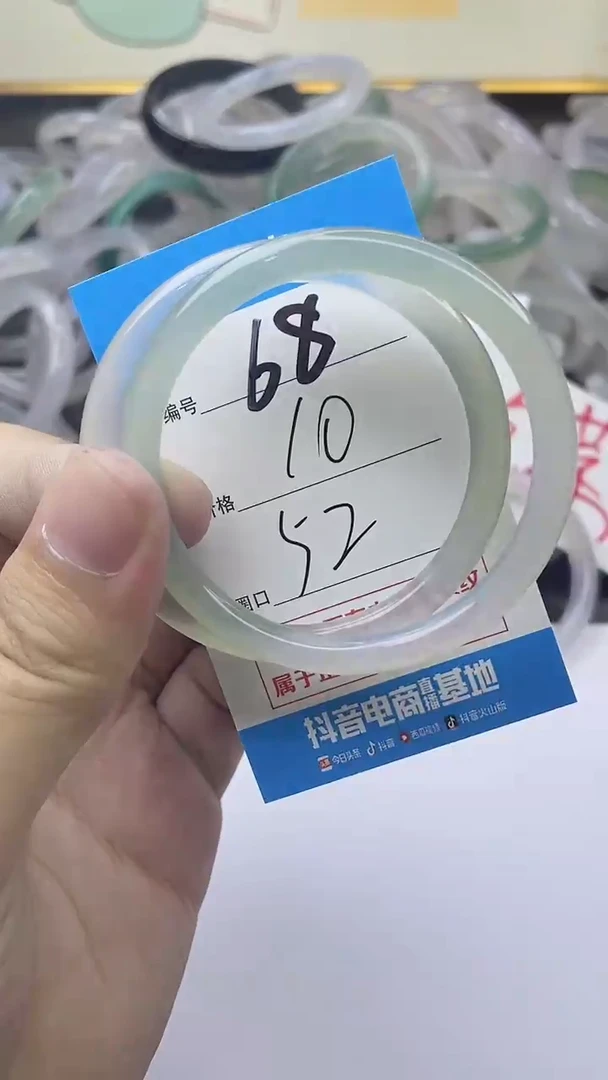 编号 68
格 10
圈口 52
属于
抖音电商直播基地
今日头条 抖音 西瓜视频 抖音火山版